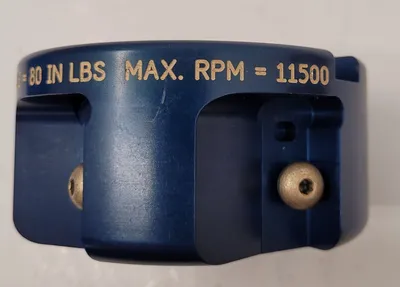 = 80 IN LBS MAX. RPM = 11500